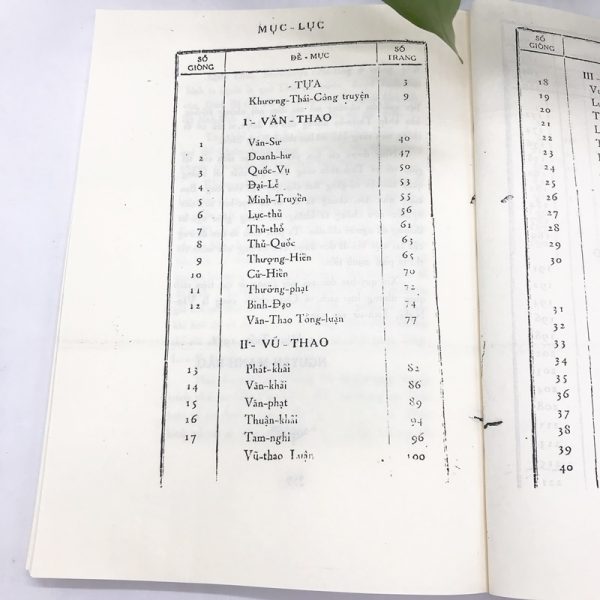 MỤC - LỤC
SỐ GIÒNG ĐỀ - MỤC SỐ TRANG
- TỰA 3
Khương-Thái-Công truyện 9
I - VĂN - THAO
1 Văn-Sư 40
2 Doanh-hư 47
3 Quốc-Vụ 50
4 Đại-Lễ 53
5 Minh-Truyền 55
6 Lục-thủ 56
7 Thủ-thổ 61
8 Thủ-Quốc 63
9 Thượng-Hiền 65
10 Cử-Hiền 70
11 Thưởng-phạt 72
12 Binh-Đạo 74
Văn-Thao Tổng-luận 77
II - VŨ - THAO
13 Phát-khải 82
14 Văn-khải 86
15 Văn-phạt 89
16 Thuận-khải 94
17 Tam-nghi 96
Vũ-thao Luận 100
SỐ GIÒNG
III -
18
19
20
21
22
23
24
25
26
27
28
29
30
31
32
33
34
35
36
37
38
39
40